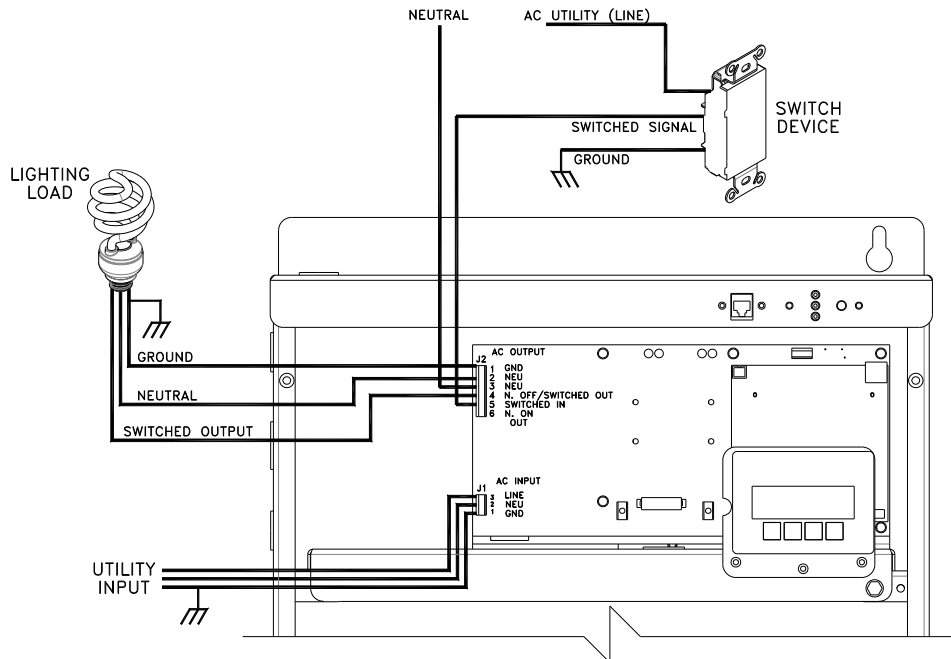 NEUTRAL
AC UTILITY (LINE)
SWITCH
DEVICE
SWITCHED SIGNAL
GROUND
LIGHTING
LOAD
GROUND
NEUTRAL
SWITCHED OUTPUT
AC OUTPUT
J2
1 GND
2 NEU
3 NEU
4 N. OFF/SWITCHED OUT
5 SWITCHED IN
6 N. ON
OUT
AC INPUT
J1
3 LINE
2 NEU
1 GND
UTILITY
INPUT